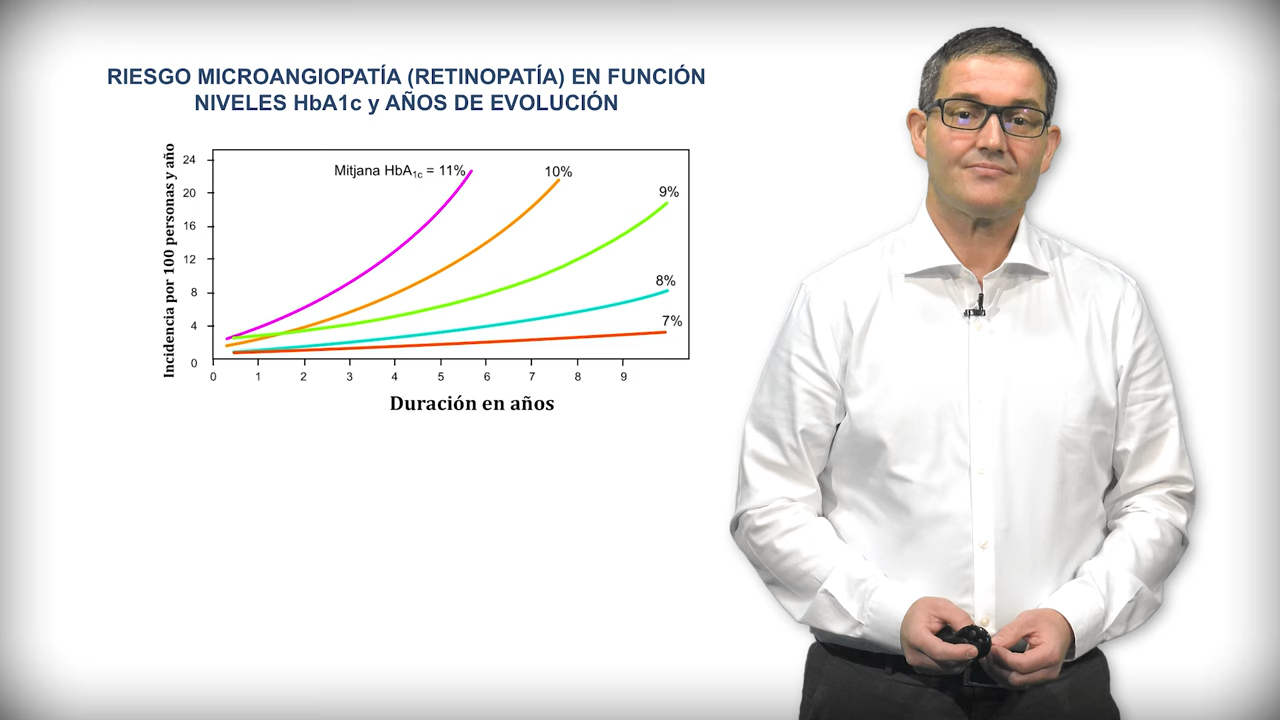 RIESGO MICROANGIOPATÍA (RETINOPATÍA) EN FUNCIÓN
NIVELES HbA1c y AÑOS DE EVOLUCIÓN
Incidencia por 100 personas y año
24
20
16
12
8
4
0
Mitjana HbA1c = 11%
10%
9%
8%
7%
0 1 2 3 4 5 6 7 8 9
Duración en años